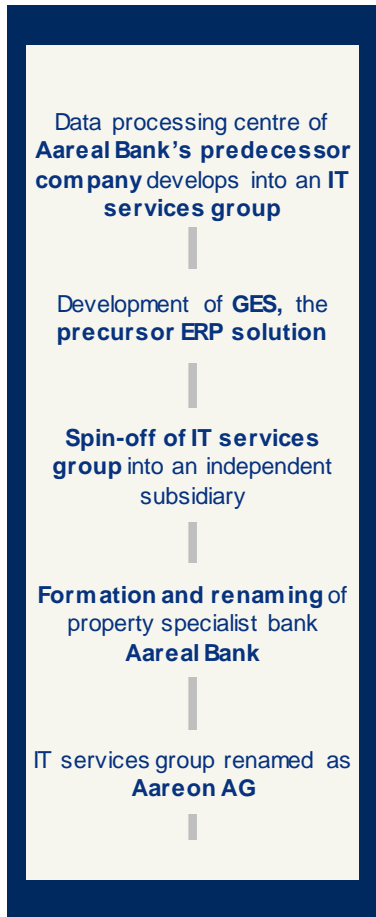 Data processing centre of
Aareal Bank's predecessor
company develops into an IT
services group
Development of GES, the
precursor ERP solution
Spin-off of IT services
group into an independent
subsidiary
Formation and renaming of
property specialist bank
Aareal Bank
IT services group renamed as
Aareon AG